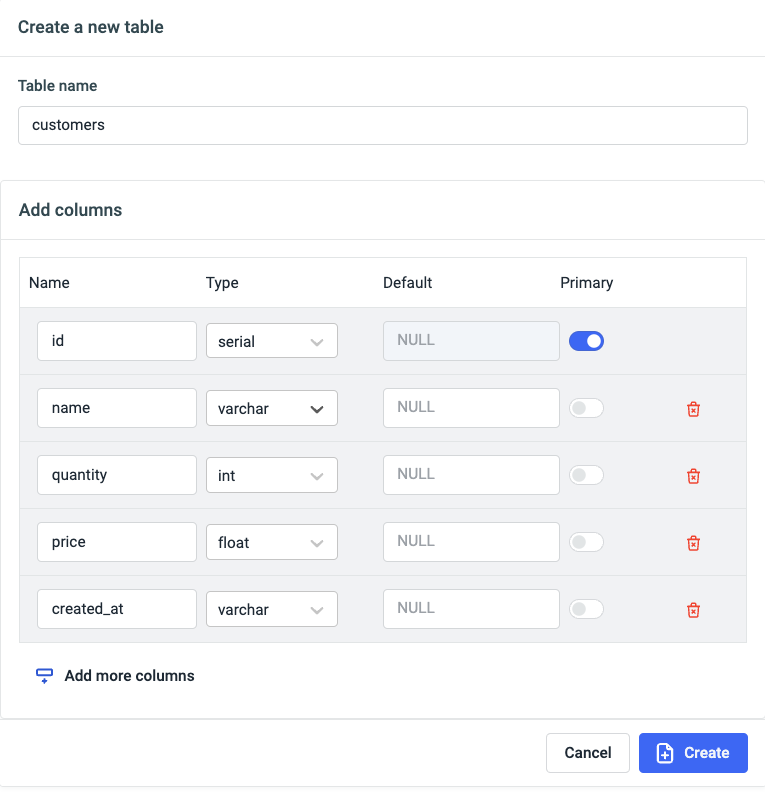 Create a new table
Table name
customers
Add columns
Name Type Default Primary
id serial NULL
name varchar NULL
quantity int NULL
price float NULL
created_at varchar NULL
Add more columns
Cancel Create